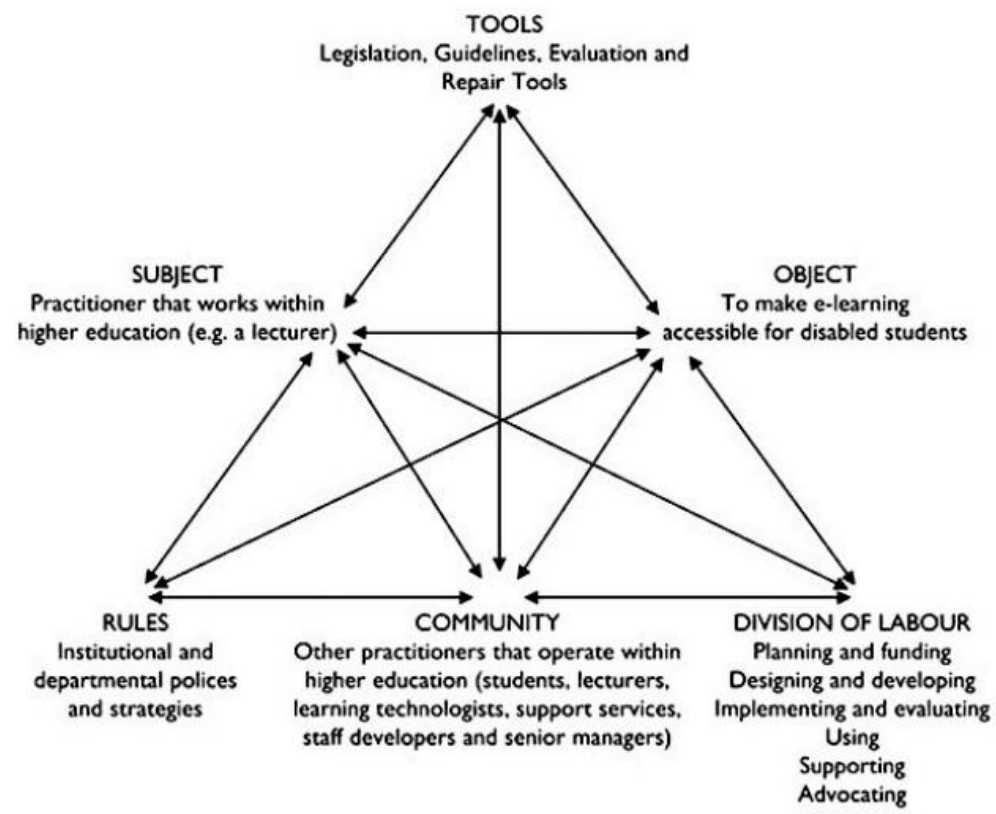 TOOLS
Legislation, Guidelines, Evaluation and
Repair Tools
SUBJECT
Practitioner that works within
higher education (e.g. a lecturer)
OBJECT
To make e-learning
accessible for disabled students
RULES
Institutional and
departmental polices
and strategies
COMMUNITY
Other practitioners that operate within
higher education (students, lecturers,
learning technologists, support services,
staff developers and senior managers)
DIVISION OF LABOUR
Planning and funding
Designing and developing
Implementing and evaluating
Using
Supporting
Advocating